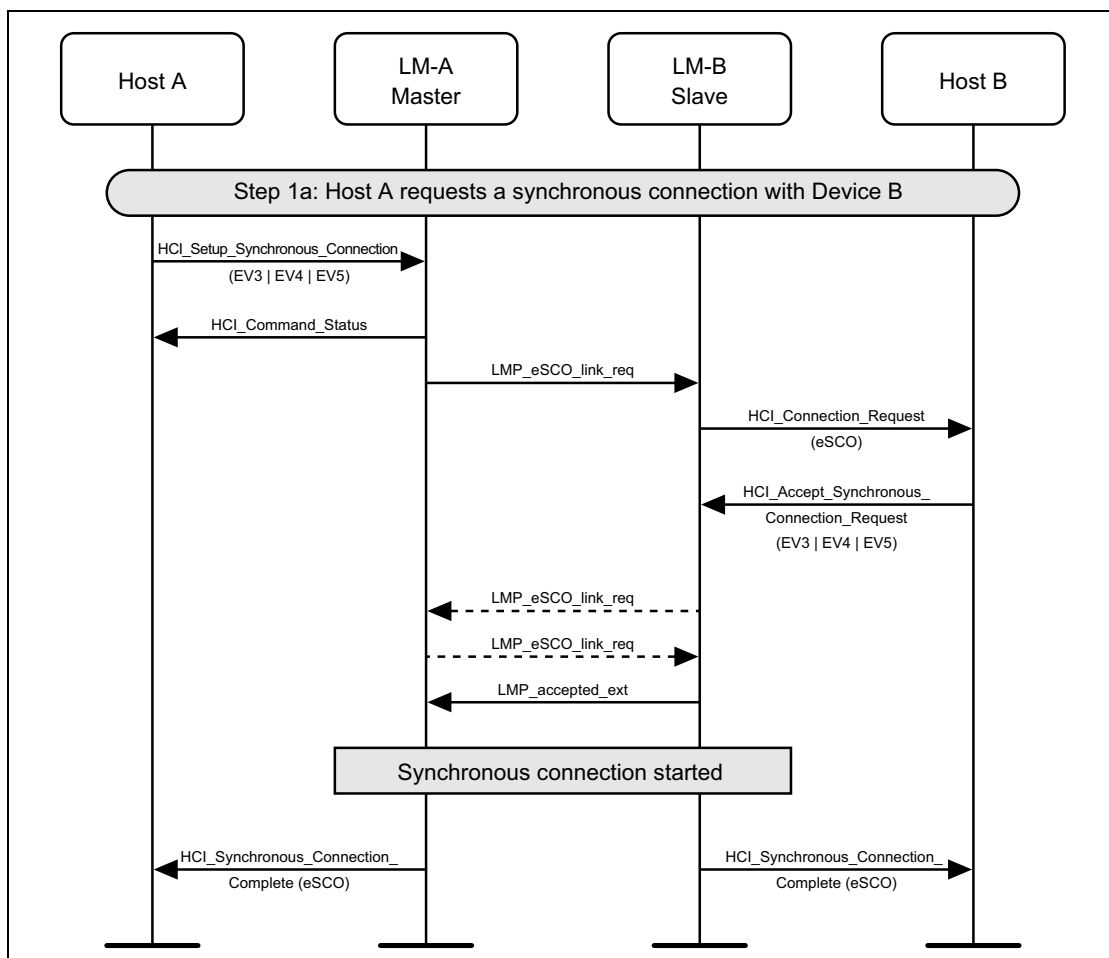 Host A
LM-A
Master
LM-B
Slave
Host B
Step 1a: Host A requests a synchronous connection with Device B
HCI_Setup_Synchronous_Connection
(EV3 | EV4 | EV5)
HCI_Command_Status
LMP_eSCO_link_req
HCI_Connection_Request
(eSCO)
HCI_Accept_Synchronous_
Connection_Request
(EV3 | EV4 | EV5)
LMP_eSCO_link_req
LMP_eSCO_link_req
LMP_accepted_ext
Synchronous connection started
HCI_Synchronous_Connection_
Complete (eSCO)
HCI_Synchronous_Connection_
Complete (eSCO)